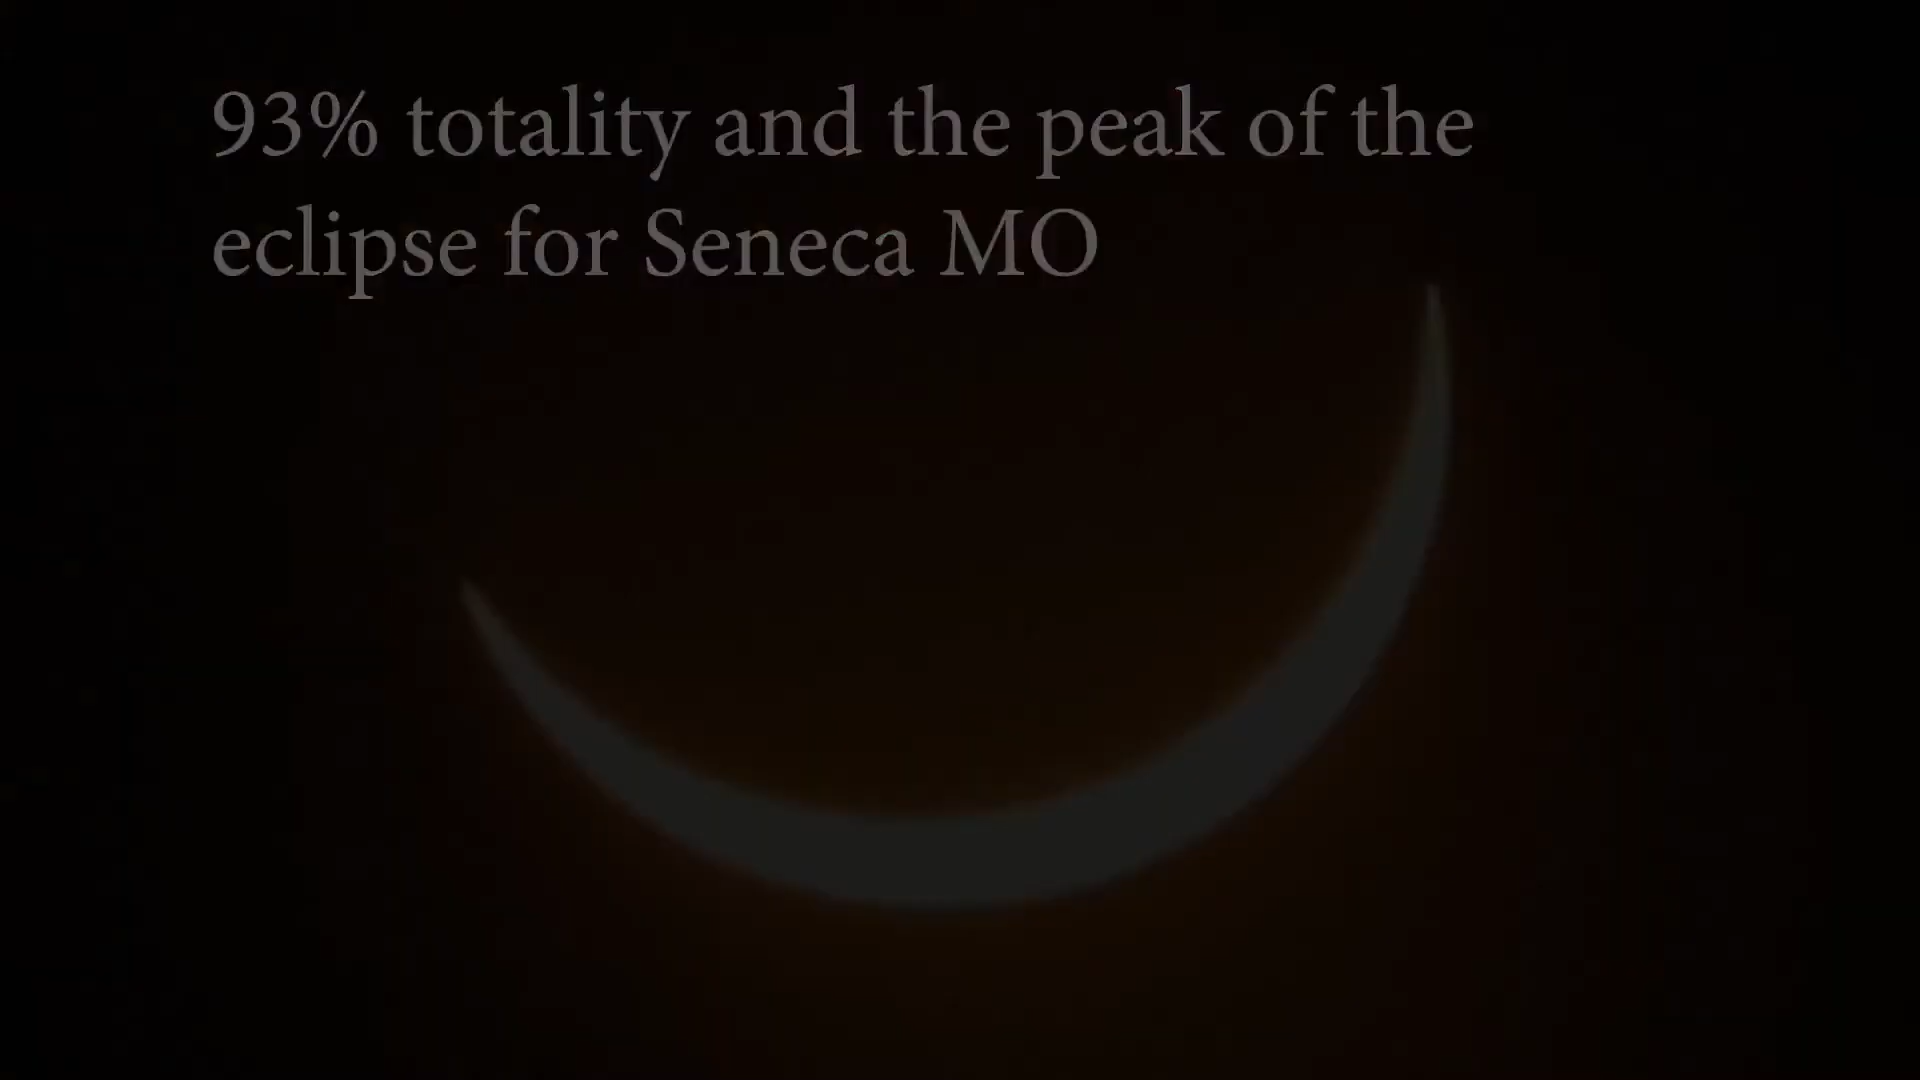 93% totality and the peak of the
eclipse for Seneca MO